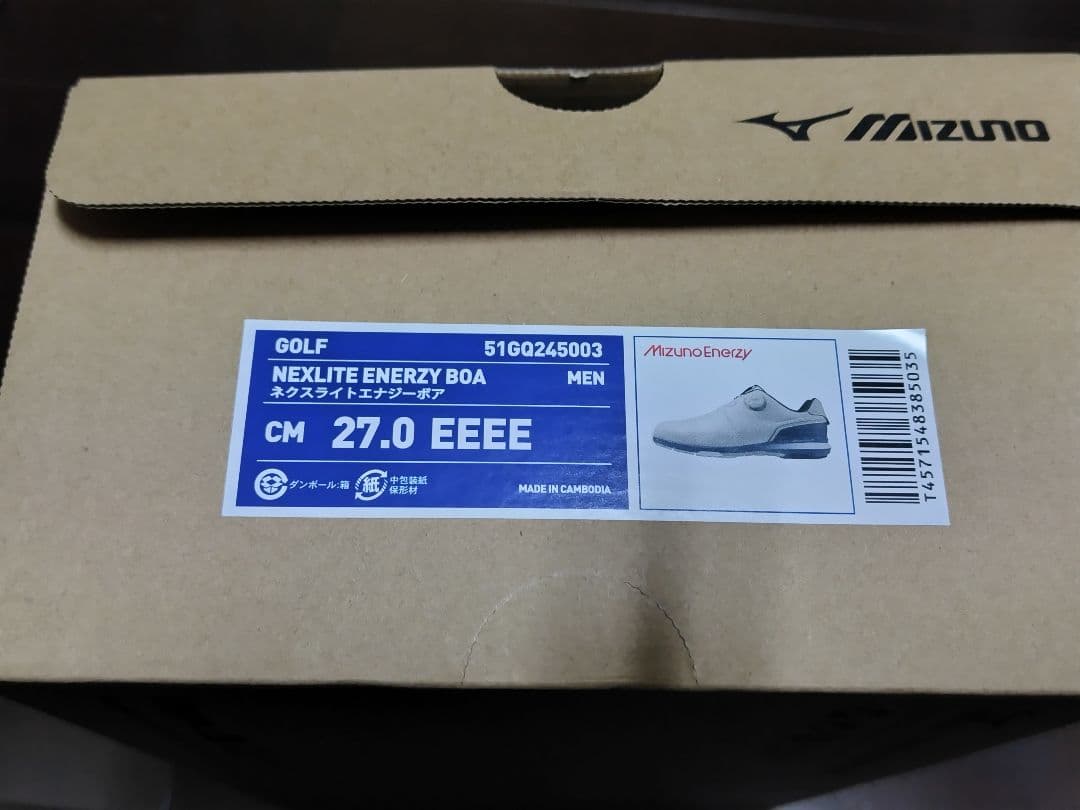 MIZUNO
GOLF 51GQ245003
NEXLITE ENERZY BOA MEN
ネクスライトエナジーボア
CM 27.0 EEEE
ダンボール:箱 紙 中包装紙
保形材
MADE IN CAMBODIA
MIZUNO ENERZY
T4571548385035